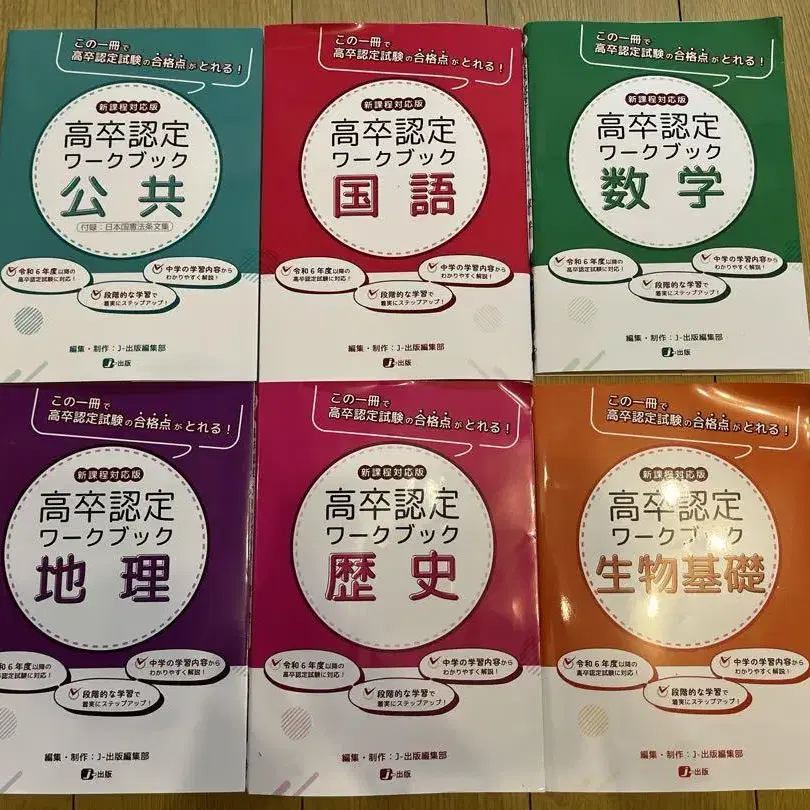 この一冊で
高卒認定試験の合格点がとれる！
新課程対応版
高卒認定
ワークブック
公共
付録：日本国憲法条文集
令和6年度以降の
高卒認定試験に対応！
中学の学習内容から
わかりやすく解説！
段階的な学習で
着実にステップアップ！
編集・制作：J-出版編集部
J-出版
この一冊で
高卒認定試験の合格点がとれる！
新課程対応版
高卒認定
ワークブック
国語
令和6年度以降の
高卒認定試験に対応！
中学の学習内容から
わかりやすく解説！
段階的な学習で
着実にステップアップ！
編集・制作：J-出版編集部
J-出版
この一冊で
高卒認定試験の合格点がとれる！
新課程対応版
高卒認定
ワークブック
数学
令和6年度以降の
高卒認定試験に対応！
中学の学習内容から
わかりやすく解説！
段階的な学習で
着実にステップアップ！
編集・制作：J-出版編集部
J-出版
この一冊で
高卒認定試験の合格点がとれる！
新課程対応版
高卒認定
ワークブック
地理
令和6年度以降の
認定試験に対応！
中学の学習内容から
わかりやすく解説！
段階的な学習で
着実にステップアップ！
編集・制作：J-出版編集部
J-出版
この一冊で
高卒認定試験の合格点がとれる！
新課程対応版
高卒認定
ワークブック
歴史
令和6年度以降の
高卒認定試験に対応！
中学の学習内容から
わかりやすく解説！
段階的な学習で
着実にステップアップ！
編集・制作：J-出版編集部
J-出版
この一冊で
高卒認定試験の合格点がとれる！
新課程対応版
高卒認定
ワークブック
生物基礎
令和6年度以降の
高卒認定試験に対応！
中学の学習内容から
わかりやすく解説！
段階的な学習で
着実にステップアップ！
編集・制作：J-出版編集部
J-出版